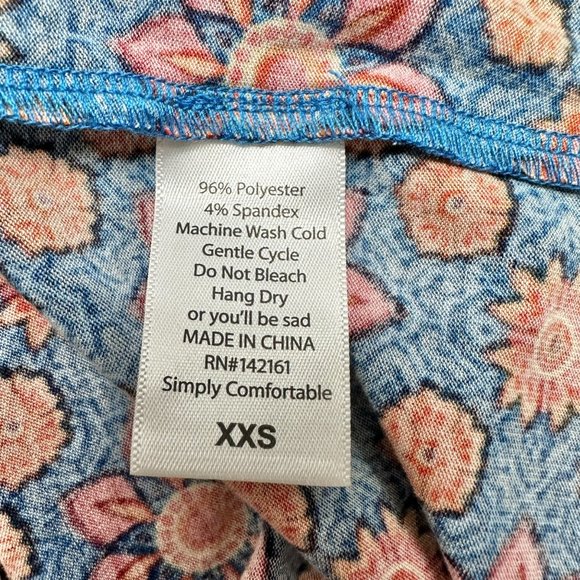 96% Polyester
4% Spandex
Machine Wash Cold
Gentle Cycle
Do Not Bleach
Hang Dry
or you'll be sad
MADE IN CHINA
RN#142161
Simply Comfortable
XXS